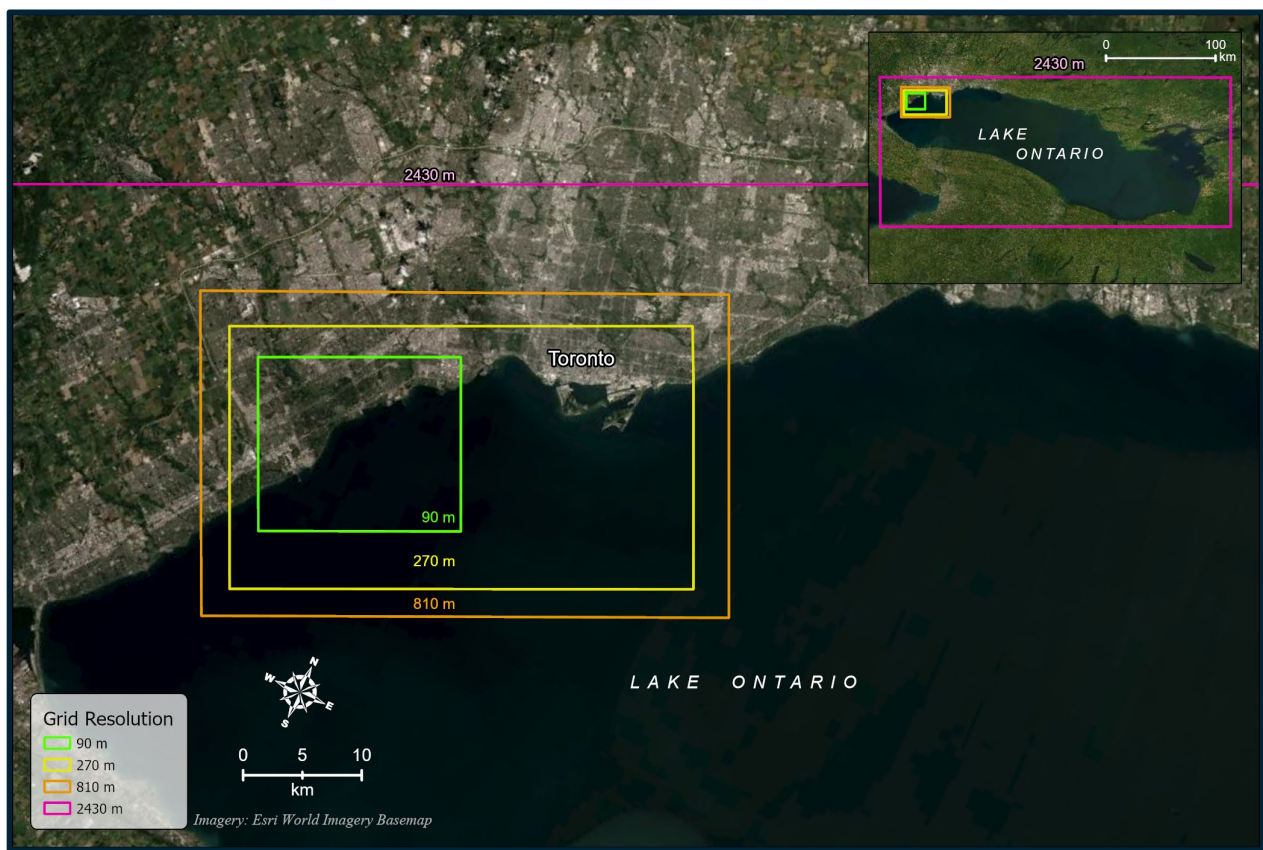 0 100
km
2430 m
LAKE
ONTARIO
2430 m
Toronto
90 m
270 m
810 m
LAKE ONTARIO
N
W
E
S
Grid Resolution
90 m
270 m
810 m
2430 m
0 5 10
km
Imagery: Esri World Imagery Basemap